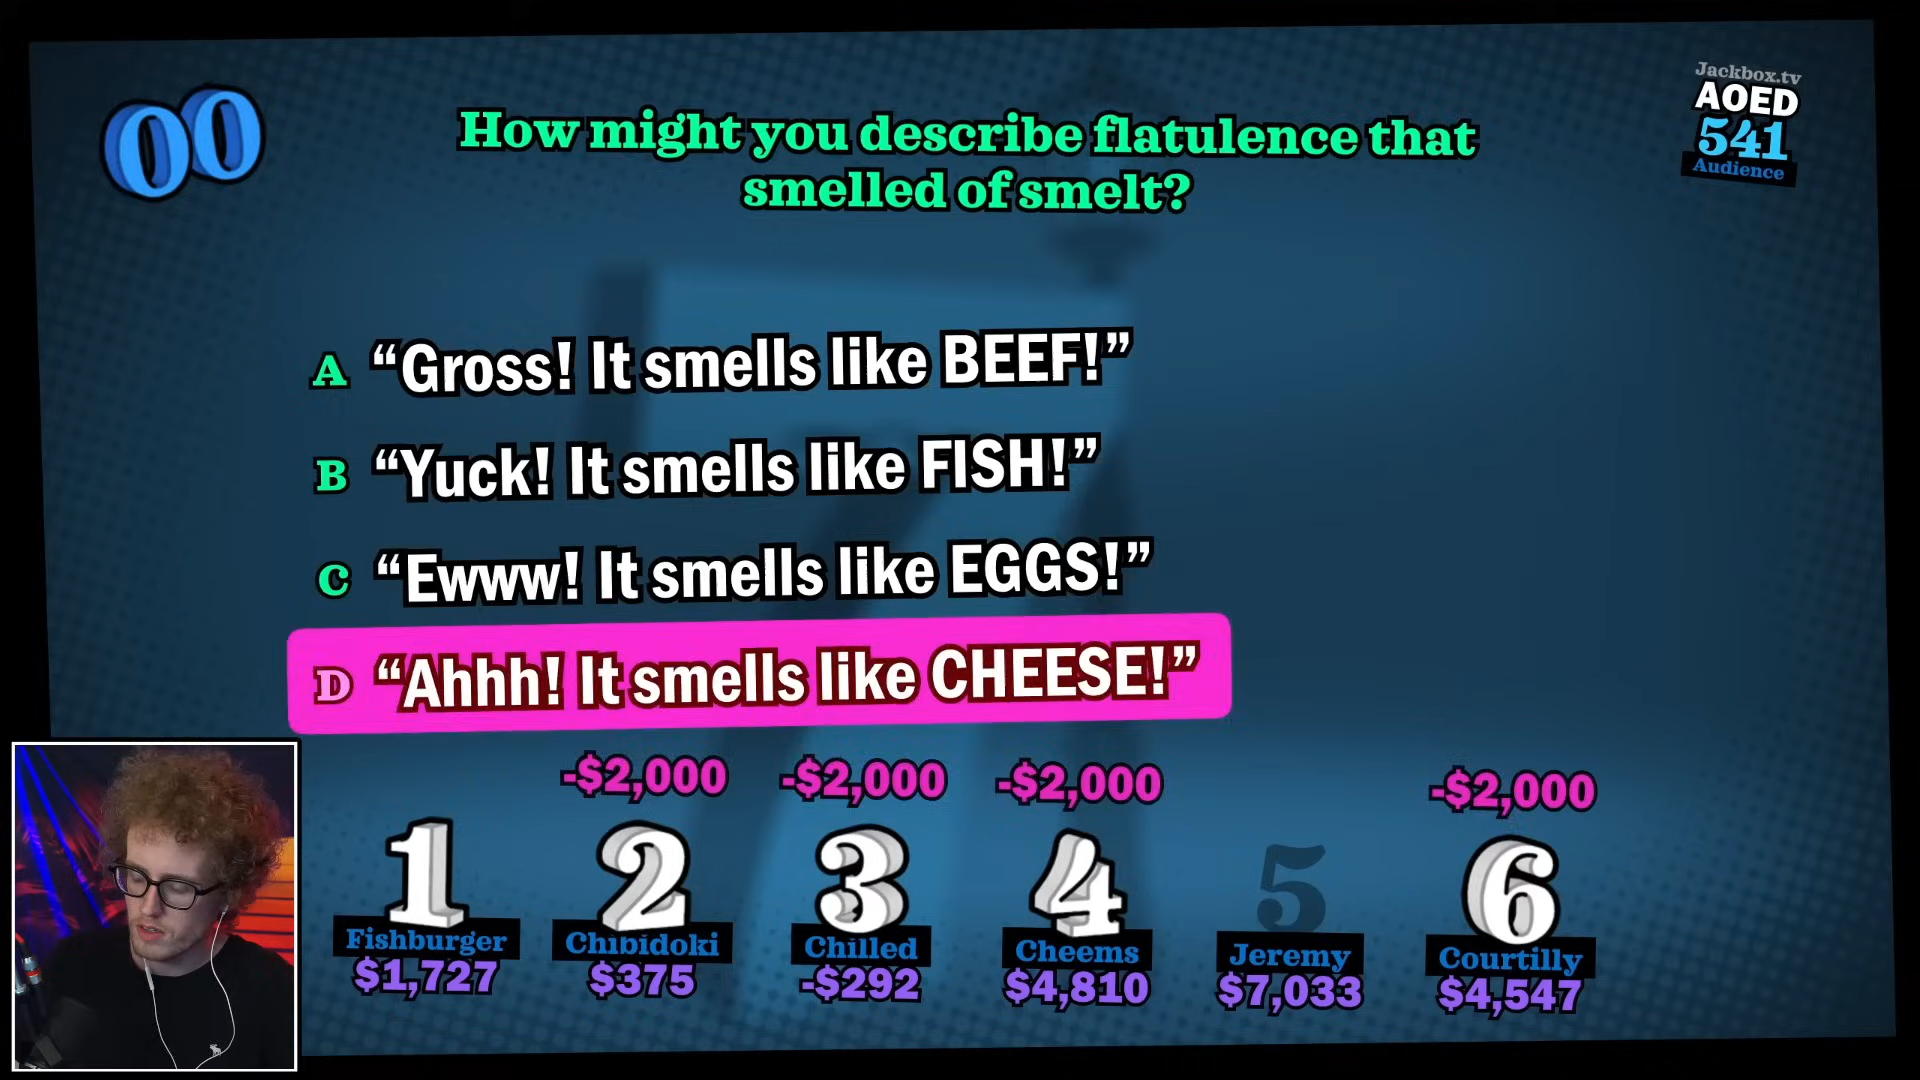 00
Jackbox.tv
AOED
541
Audience
How might you describe flatulence that
smelled of smelt?
A “Gross! It smells like BEEF!”
B “Yuck! It smells like FISH!”
C “Ewww! It smells like EGGS!”
D “Ahhh! It smells like CHEESE!”
-$2,000 -$2,000 -$2,000 -$2,000
1 2 3 4 5 6
Fishburger Chibidoki Chilled Cheems Jeremy Courtilly
$1,727 $375 -$292 $4,810 $7,033 $4,547